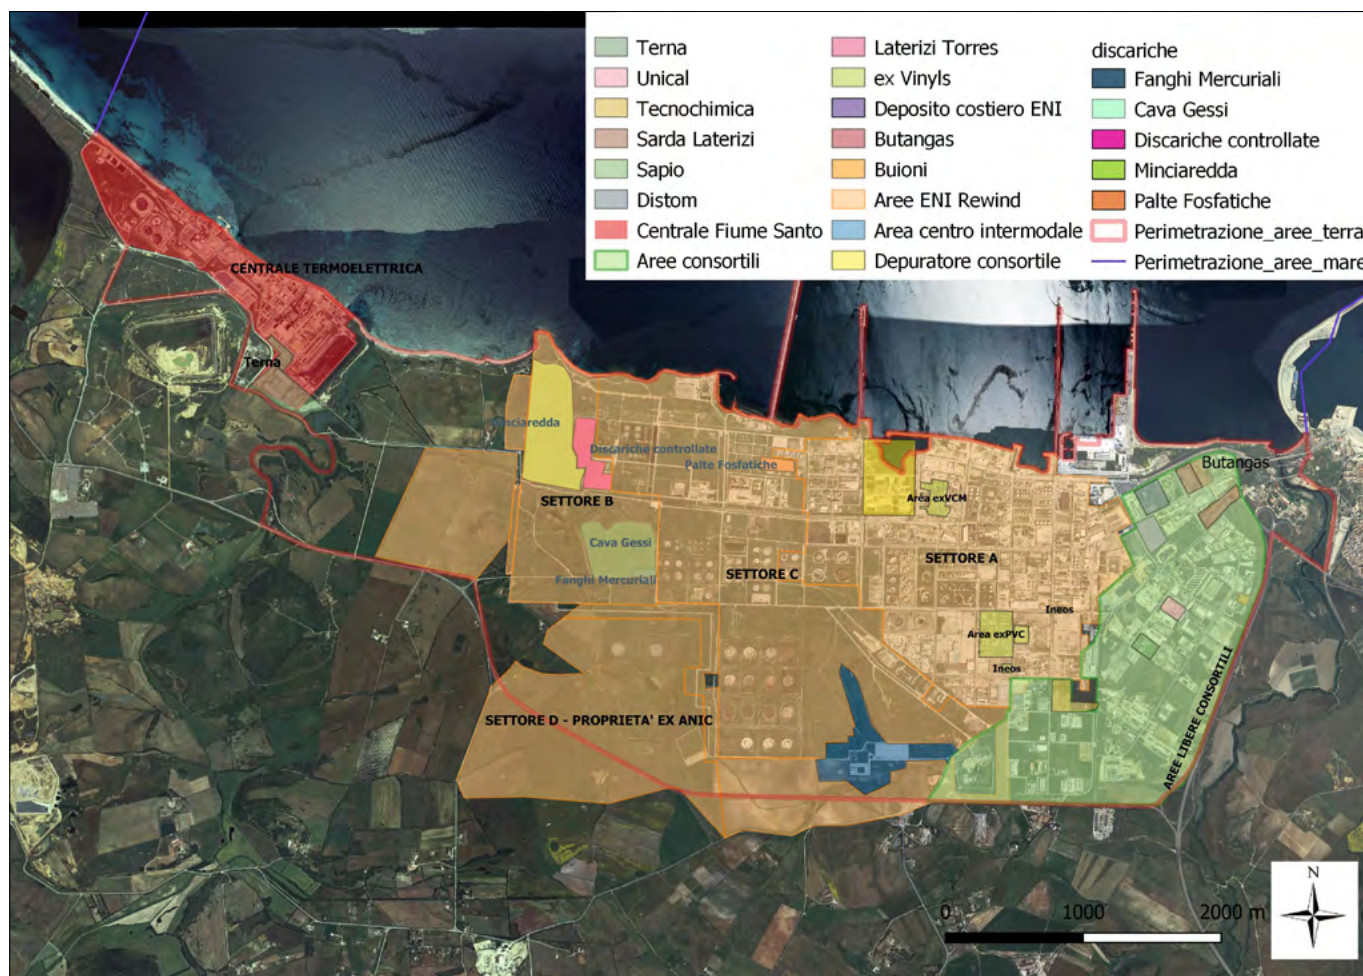 Terna
Unical
Tecnochimica
Sarda Laterizi
Sapio
Distom
Centrale Fiume Santo
Aree consortili
Laterizi Torres
ex Vinyls
Deposito costiero ENI
Butangas
Buioni
Aree ENI Rewind
Area centro intermodale
Depuratore consortile
discariche
Fanghi Mercuriali
Cava Gessi
Discariche controllate
Minciaredda
Palte Fosfatiche
Perimetrazione_aree_terra
Perimetrazione_aree_mare
CENTRALE TERMOELETTRICA
Terna
Minciaredda
Discariche controllate
Palte Fosfatiche
Butangas
SETTORE B
Area exVCM
Cava Gessi
SETTORE C
SETTORE A
Fanghi Mercuriali
Ineos
Area exPVC
Ineos
SETTORE D - PROPRIETA' EX ANIC
AREE LIBERE CONSORTILI
N
0 1000 2000 m